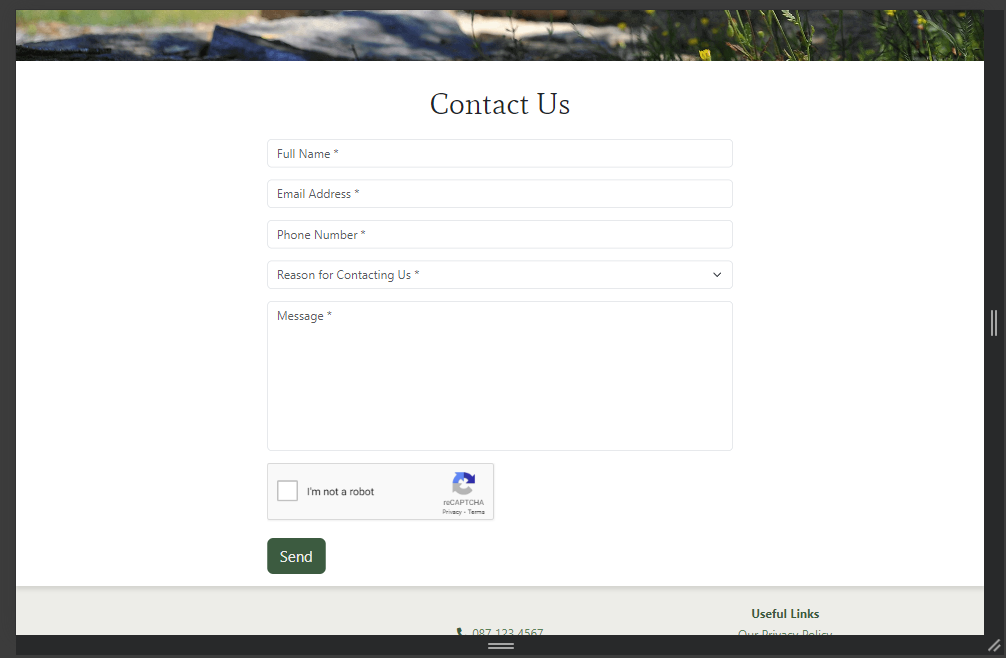 Contact Us
Full Name *
Email Address *
Phone Number *
Reason for Contacting Us *
Message *
I'm not a robot
reCAPTCHA
Privacy - Terms
Send
Useful Links
087 123 4567
Our Privacy Policy